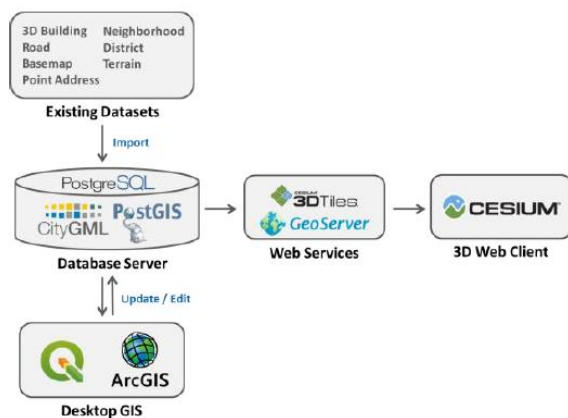 3D Building Neighborhood
Road District
Basemap Terrain
Point Address
Existing Datasets
Import
PostgreSQL
CityGML PostGIS
Database Server
CESIUM
3DTiles
GeoServer
Web Services
CESIUM
3D Web Client
Update / Edit
ArcGIS
Desktop GIS